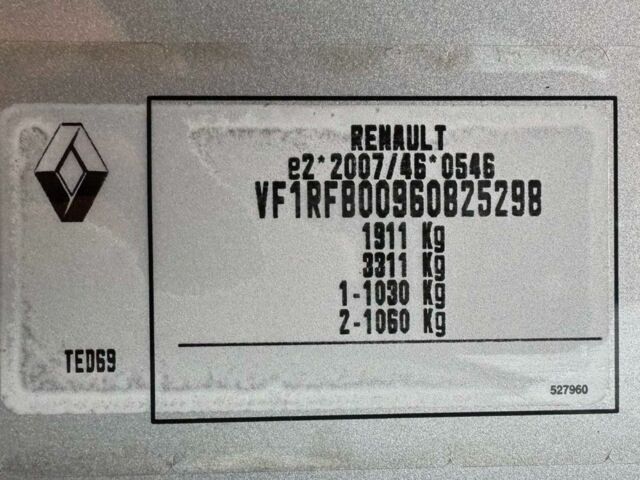 RENAULT
e2*2007/46*0546
VF1RFB00960825298
1911 Kg
3311 Kg
1-1030 Kg
2-1060 Kg
TED69
527960